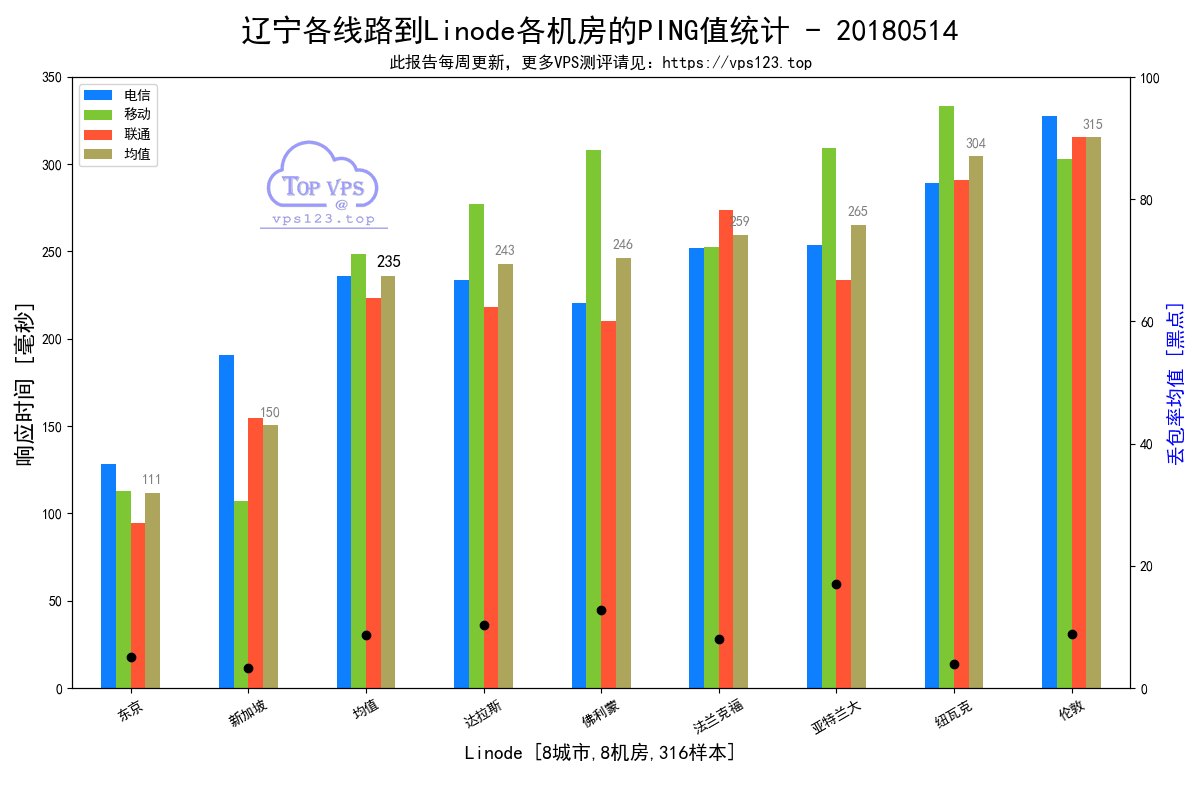 辽宁各线路到Linode各机房的PING值统计 - 20180514
此报告每周更新，更多VPS测评请见：https://vps123.top
电信
移动
联通
均值
TOP VPS
@
vps123.top
响应时间 [毫秒]
350
300
250
200
150
100
50
0
111
150
235
243
246
259
265
304
315
100
80
60
40
20
0
丢包率均值 [黑点]
东京
新加坡
均值
达拉斯
佛利蒙
法兰克福
亚特兰大
纽瓦克
伦敦
Linode [8城市,8机房,316样本]